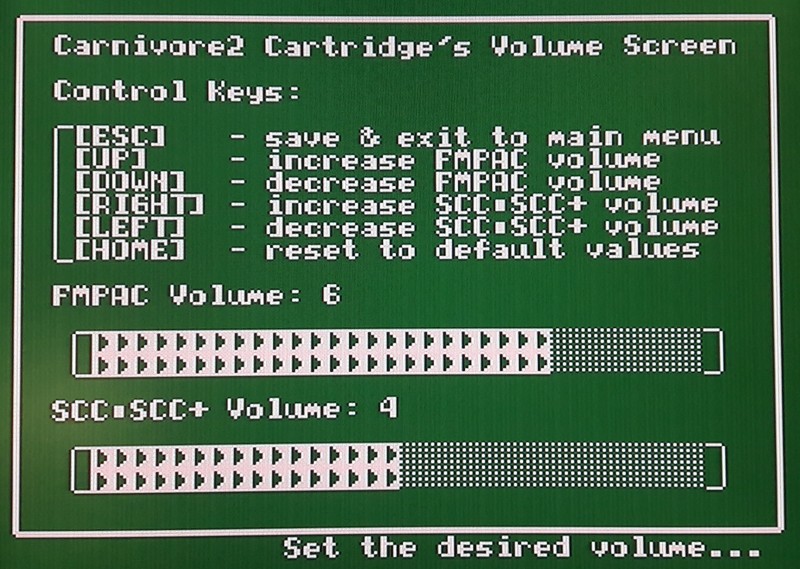 Carnivore2 Cartridge's Volume Screen
Control Keys:
[ESC] - save & exit to main menu
[UP] - increase FMPAC volume
[DOWN] - decrease FMPAC volume
[RIGHT] - increase SCC▪SCC+ volume
[LEFT] - decrease SCC▪SCC+ volume
[HOME] - reset to default values
FMPAC Volume: 6
SCC▪SCC+ Volume: 4
Set the desired volume...